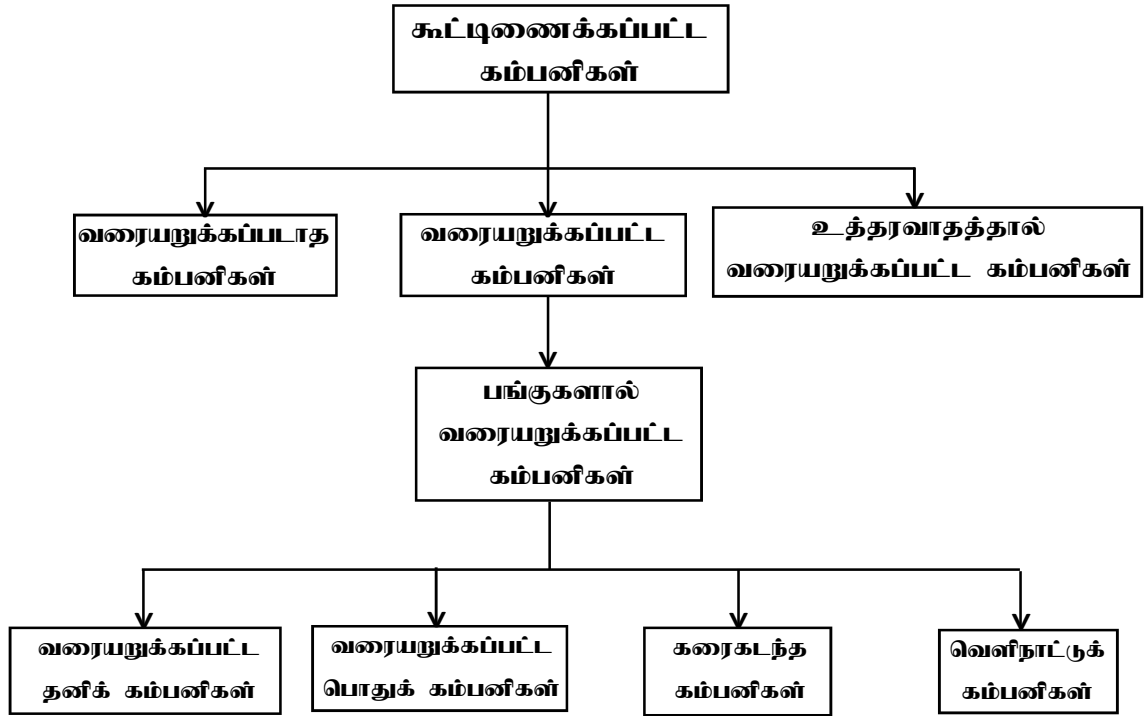 கூட்டிணைக்கப்பட்ட
கம்பனிகள்
வரையறுக்கப்படாத
கம்பனிகள்
வரையறுக்கப்பட்ட
கம்பனிகள்
உத்தரவாதத்தால்
வரையறுக்கப்பட்ட கம்பனிகள்
பங்குகளால்
வரையறுக்கப்பட்ட
கம்பனிகள்
வரையறுக்கப்பட்ட
தனிக் கம்பனிகள்
வரையறுக்கப்பட்ட
பொதுக் கம்பனிகள்
கரைகடந்த
கம்பனிகள்
வெளிநாட்டுக்
கம்பனிகள்